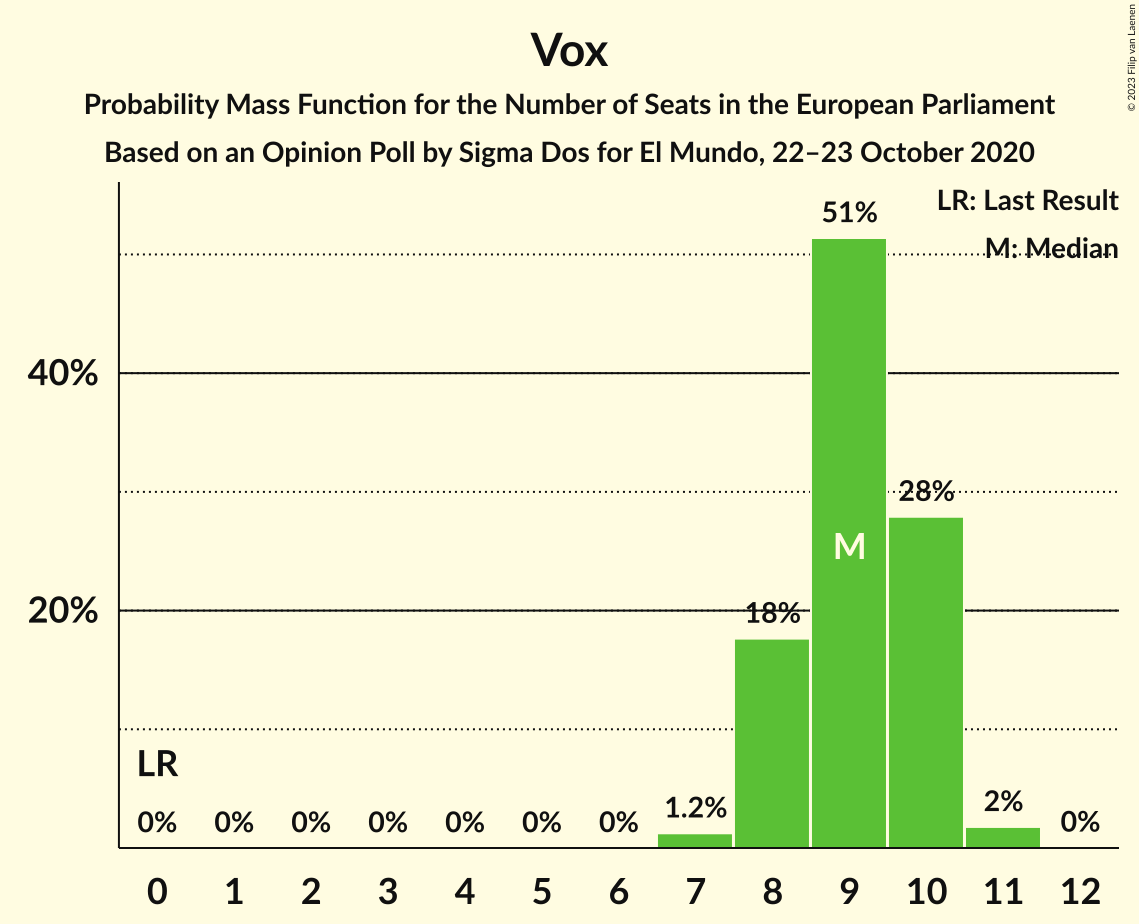 © 2023 Filip van Laenen
Vox
Probability Mass Function for the Number of Seats in the European Parliament
Based on an Opinion Poll by Sigma Dos for El Mundo, 22–23 October 2020
LR: Last Result
M: Median
51%
40%
28%
M
20%
18%
LR
0% 0% 0% 0% 0% 0% 0% 1.2% 2% 0%
0 1 2 3 4 5 6 7 8 9 10 11 12